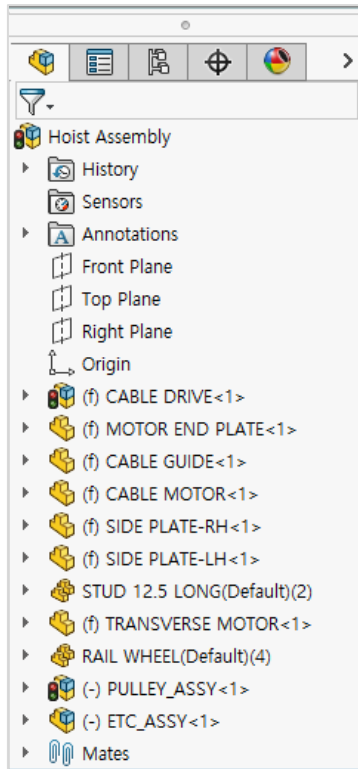 Hoist Assembly
History
Sensors
Annotations
Front Plane
Top Plane
Right Plane
Origin
(f) CABLE DRIVE<1>
(f) MOTOR END PLATE<1>
(f) CABLE GUIDE<1>
(f) CABLE MOTOR<1>
(f) SIDE PLATE-RH<1>
(f) SIDE PLATE-LH<1>
STUD 12.5 LONG(Default)(2)
(f) TRANSVERSE MOTOR<1>
RAIL WHEEL(Default)(4)
(-) PULLEY_ASSY<1>
(-) ETC_ASSY<1>
Mates